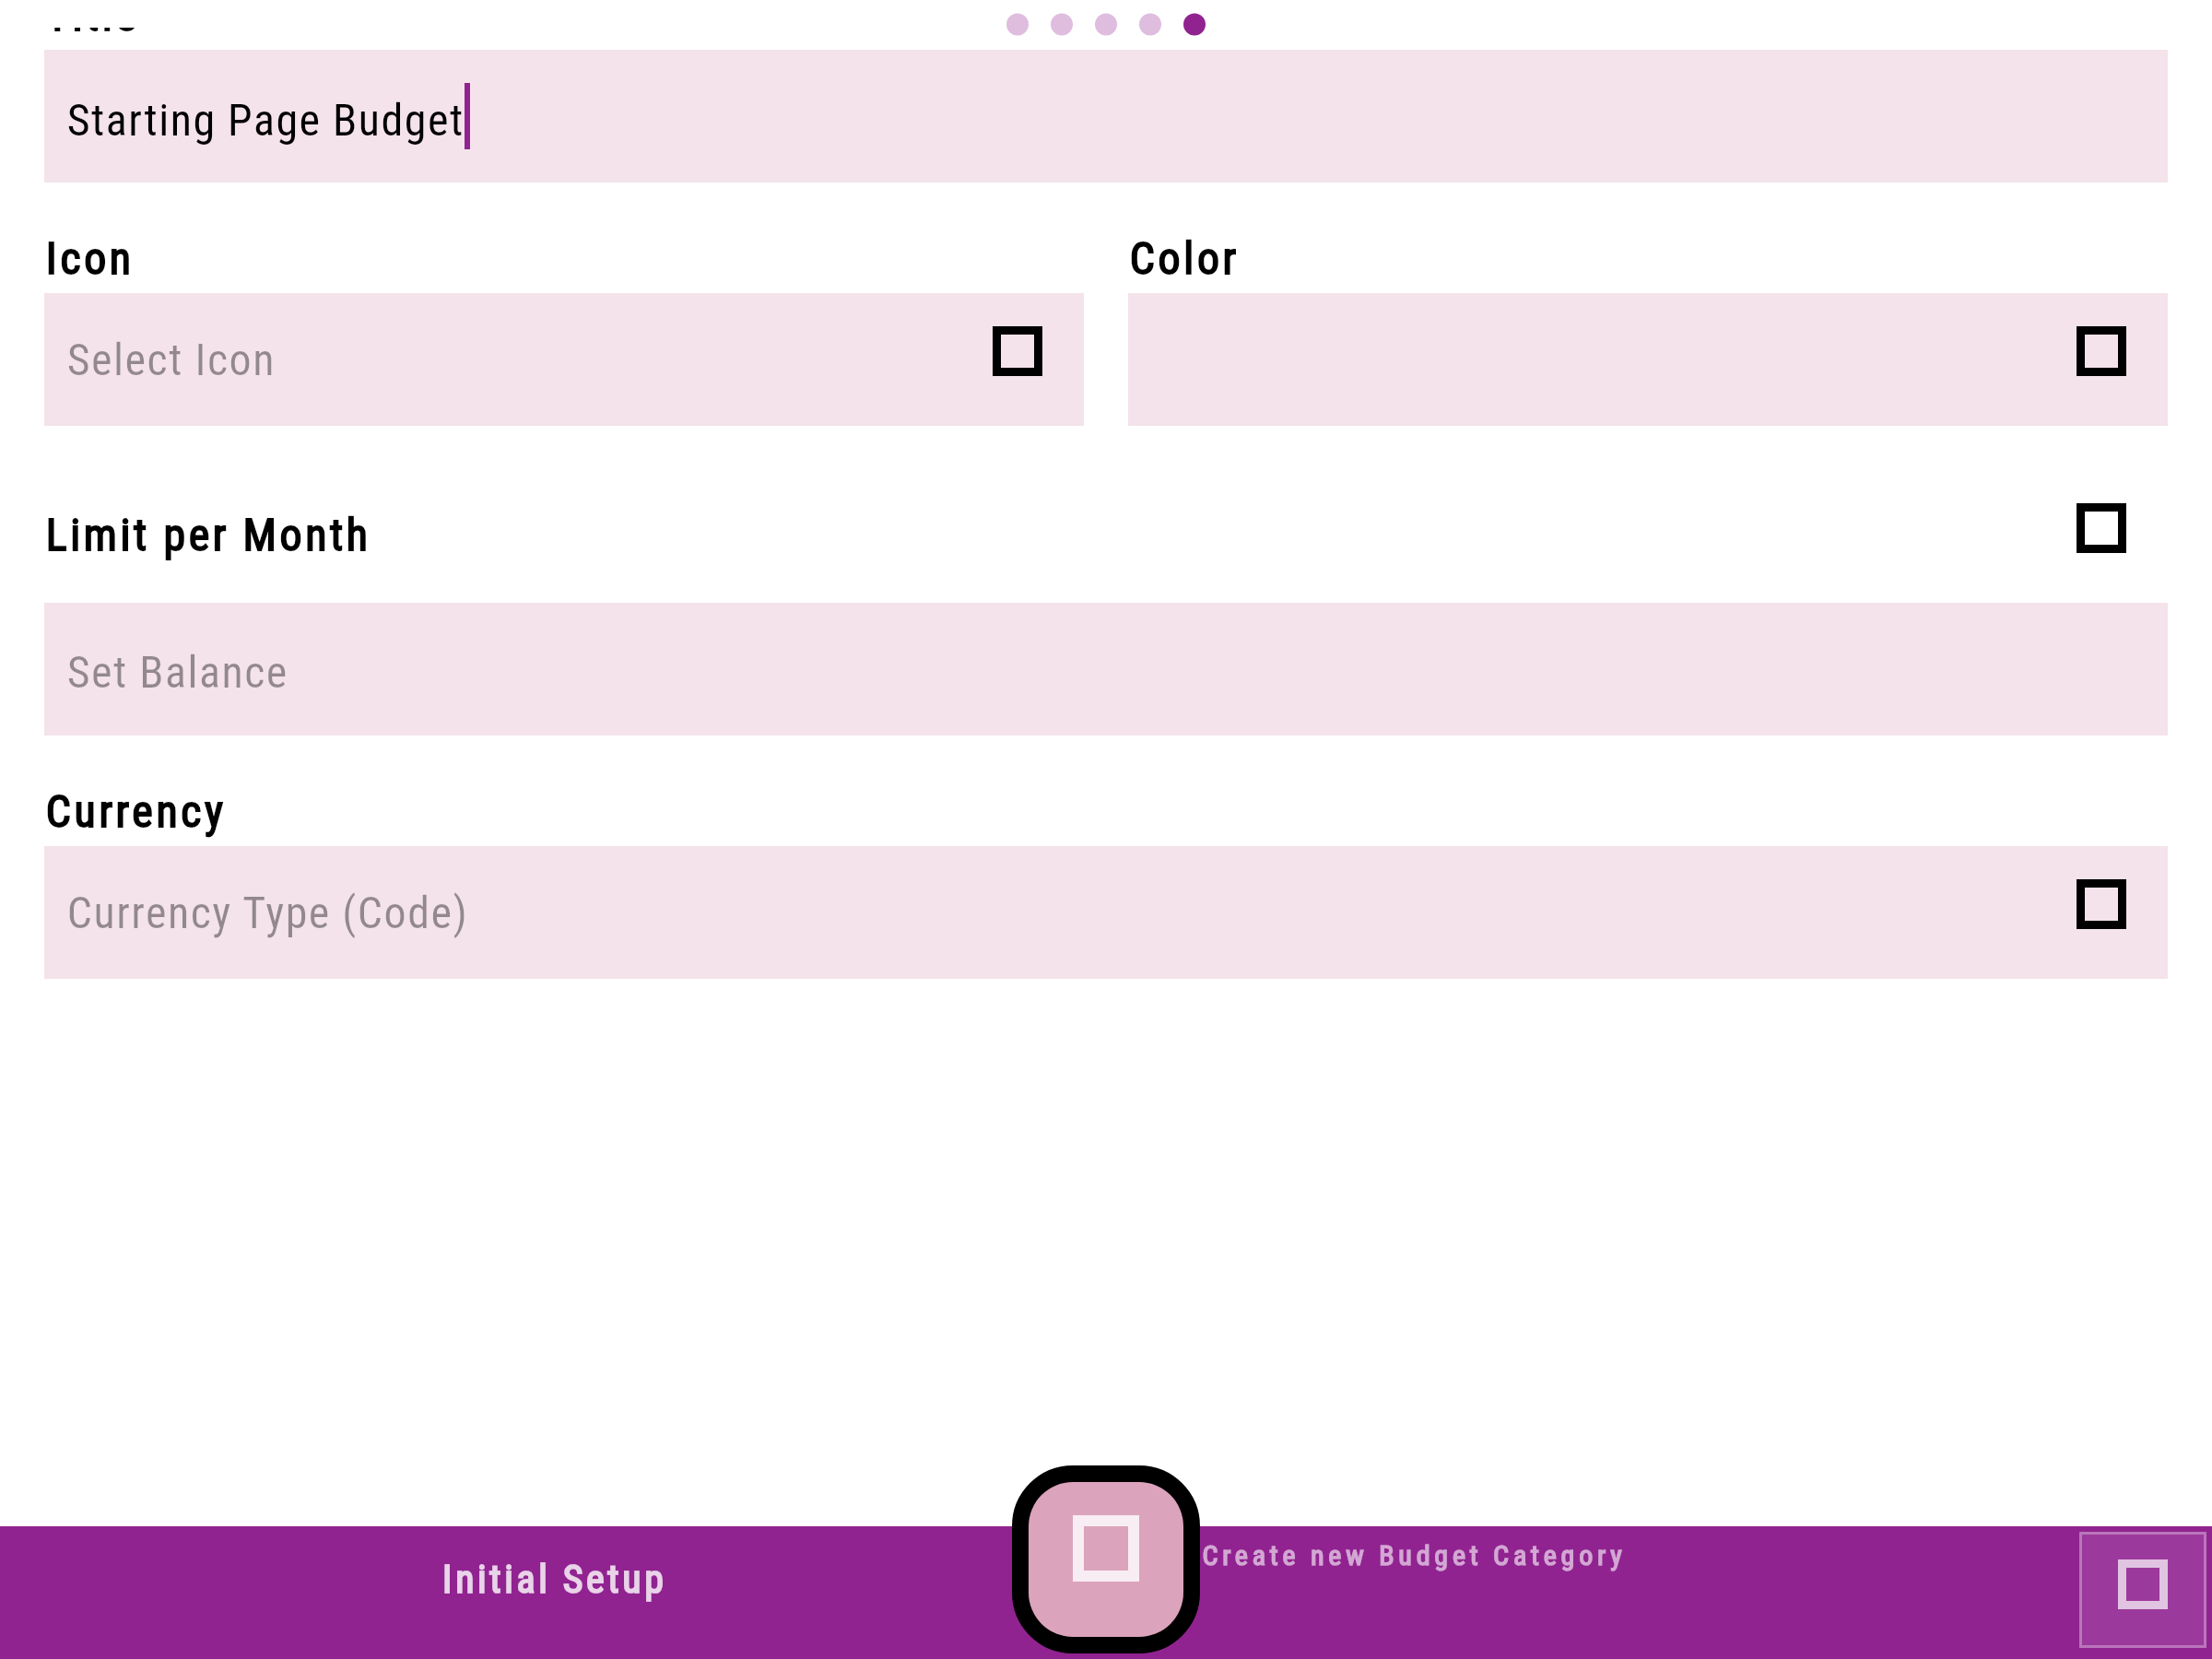 Starting Page Budget
Icon
Color
Select Icon
Limit per Month
Set Balance
Currency
Currency Type (Code)
Initial Setup
Create new Budget Category